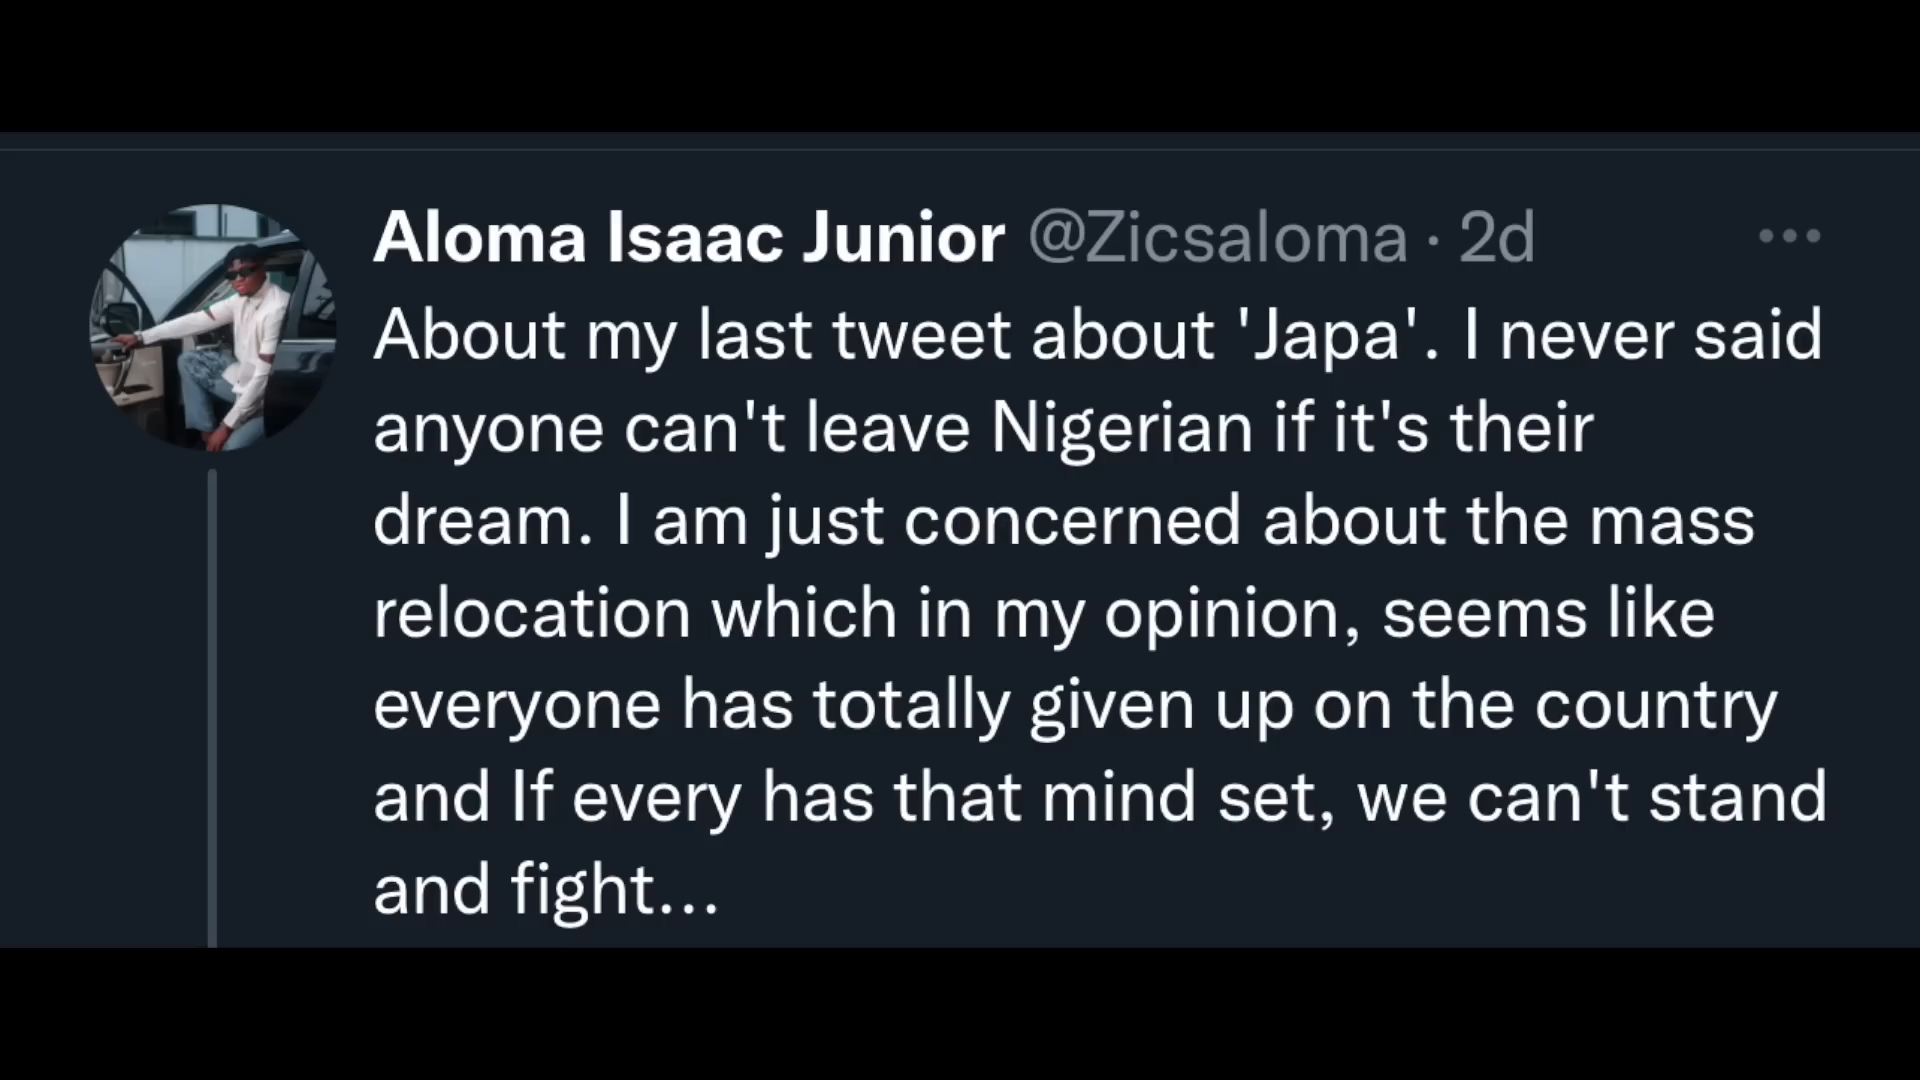 Aloma Isaac Junior @Zicsaloma · 2d
About my last tweet about 'Japa'. I never said
anyone can't leave Nigerian if it's their
dream. I am just concerned about the mass
relocation which in my opinion, seems like
everyone has totally given up on the country
and If every has that mind set, we can't stand
and fight...